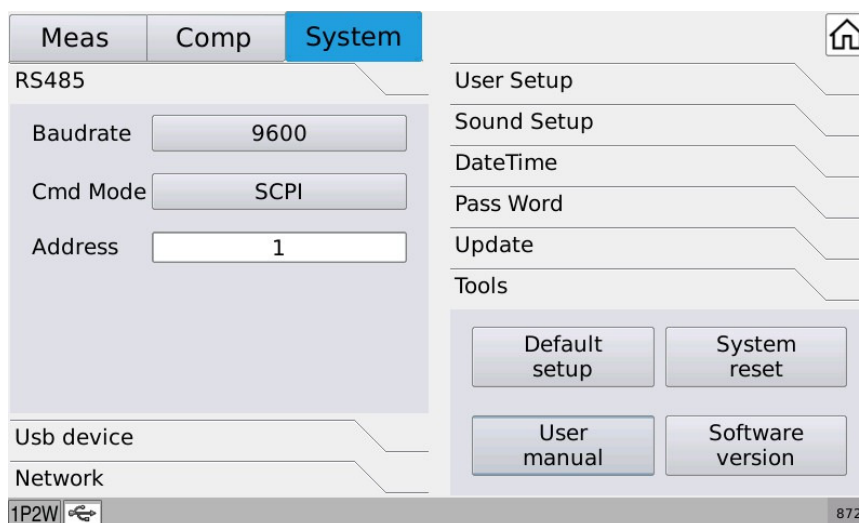 Meas
Comp
System
RS485
Baudrate
9600
Cmd Mode
SCPI
Address
1
Usb device
Network
User Setup
Sound Setup
DateTime
Pass Word
Update
Tools
Default
setup
System
reset
User
manual
Software
version
1P2W
872